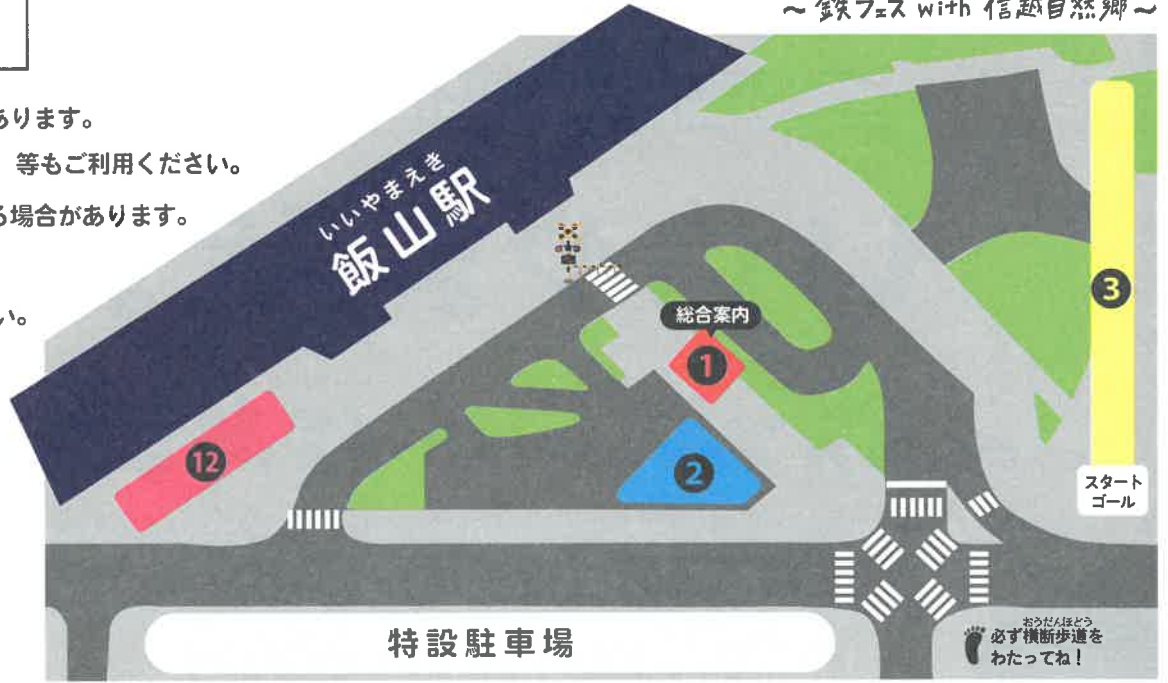 ～ 鉄フェス with 信越自然郷 ～
あります。
等もご利用ください。
る場合があります。
い。
いいやまえき
飯山駅
総合案内
1
2
3
12
スタート
ゴール
特設駐車場
おうだんほどう
必ず横断歩道を
わたってね！